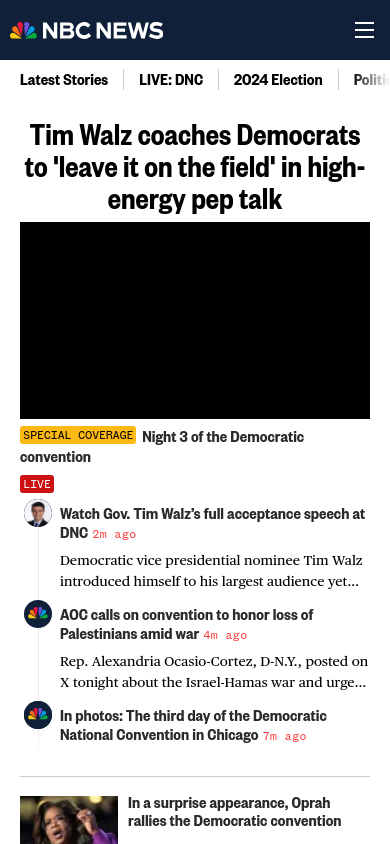 NBC NEWS
Latest Stories
LIVE: DNC
2024 Election
Tim Walz coaches Democrats
to 'leave it on the field' in high-
energy pep talk
SPECIAL COVERAGE Night 3 of the Democratic
convention
LIVE
Watch Gov. Tim Walz’s full acceptance speech at
DNC 2m ago
Democratic vice presidential nominee Tim Walz
introduced himself to his largest audience yet...
AOC calls on convention to honor loss of
Palestinians amid war 4m ago
Rep. Alexandria Ocasio-Cortez, D-N.Y., posted on
X tonight about the Israel-Hamas war and urge...
In photos: The third day of the Democratic
National Convention in Chicago 7m ago
In a surprise appearance, Oprah
rallies the Democratic convention